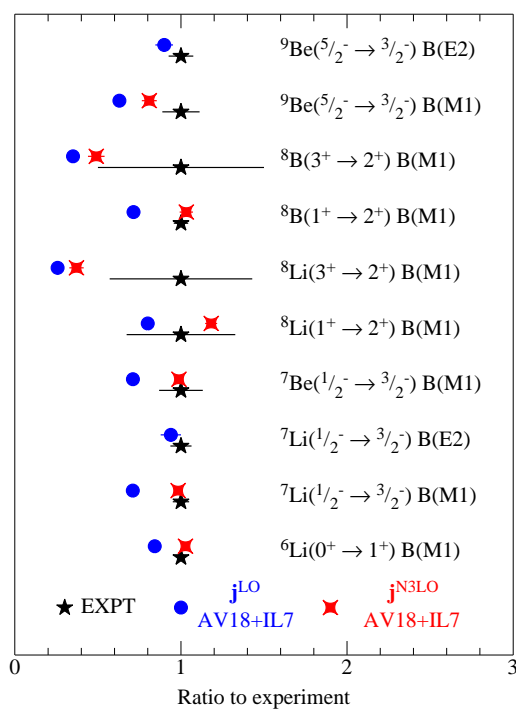 ⁹Be(⁵/₂⁻ → ³/₂⁻) B(E2)
⁹Be(⁵/₂⁻ → ³/₂⁻) B(M1)
⁸B(3⁺ → 2⁺) B(M1)
⁸B(1⁺ → 2⁺) B(M1)
⁸Li(3⁺ → 2⁺) B(M1)
⁸Li(1⁺ → 2⁺) B(M1)
⁷Be(¹/₂⁻ → ³/₂⁻) B(M1)
⁷Li(¹/₂⁻ → ³/₂⁻) B(E2)
⁷Li(¹/₂⁻ → ³/₂⁻) B(M1)
⁶Li(0⁺ → 1⁺) B(M1)
EXPT
j^LO
AV18+IL7
j^N3LO
AV18+IL7
0 1 2 3
Ratio to experiment